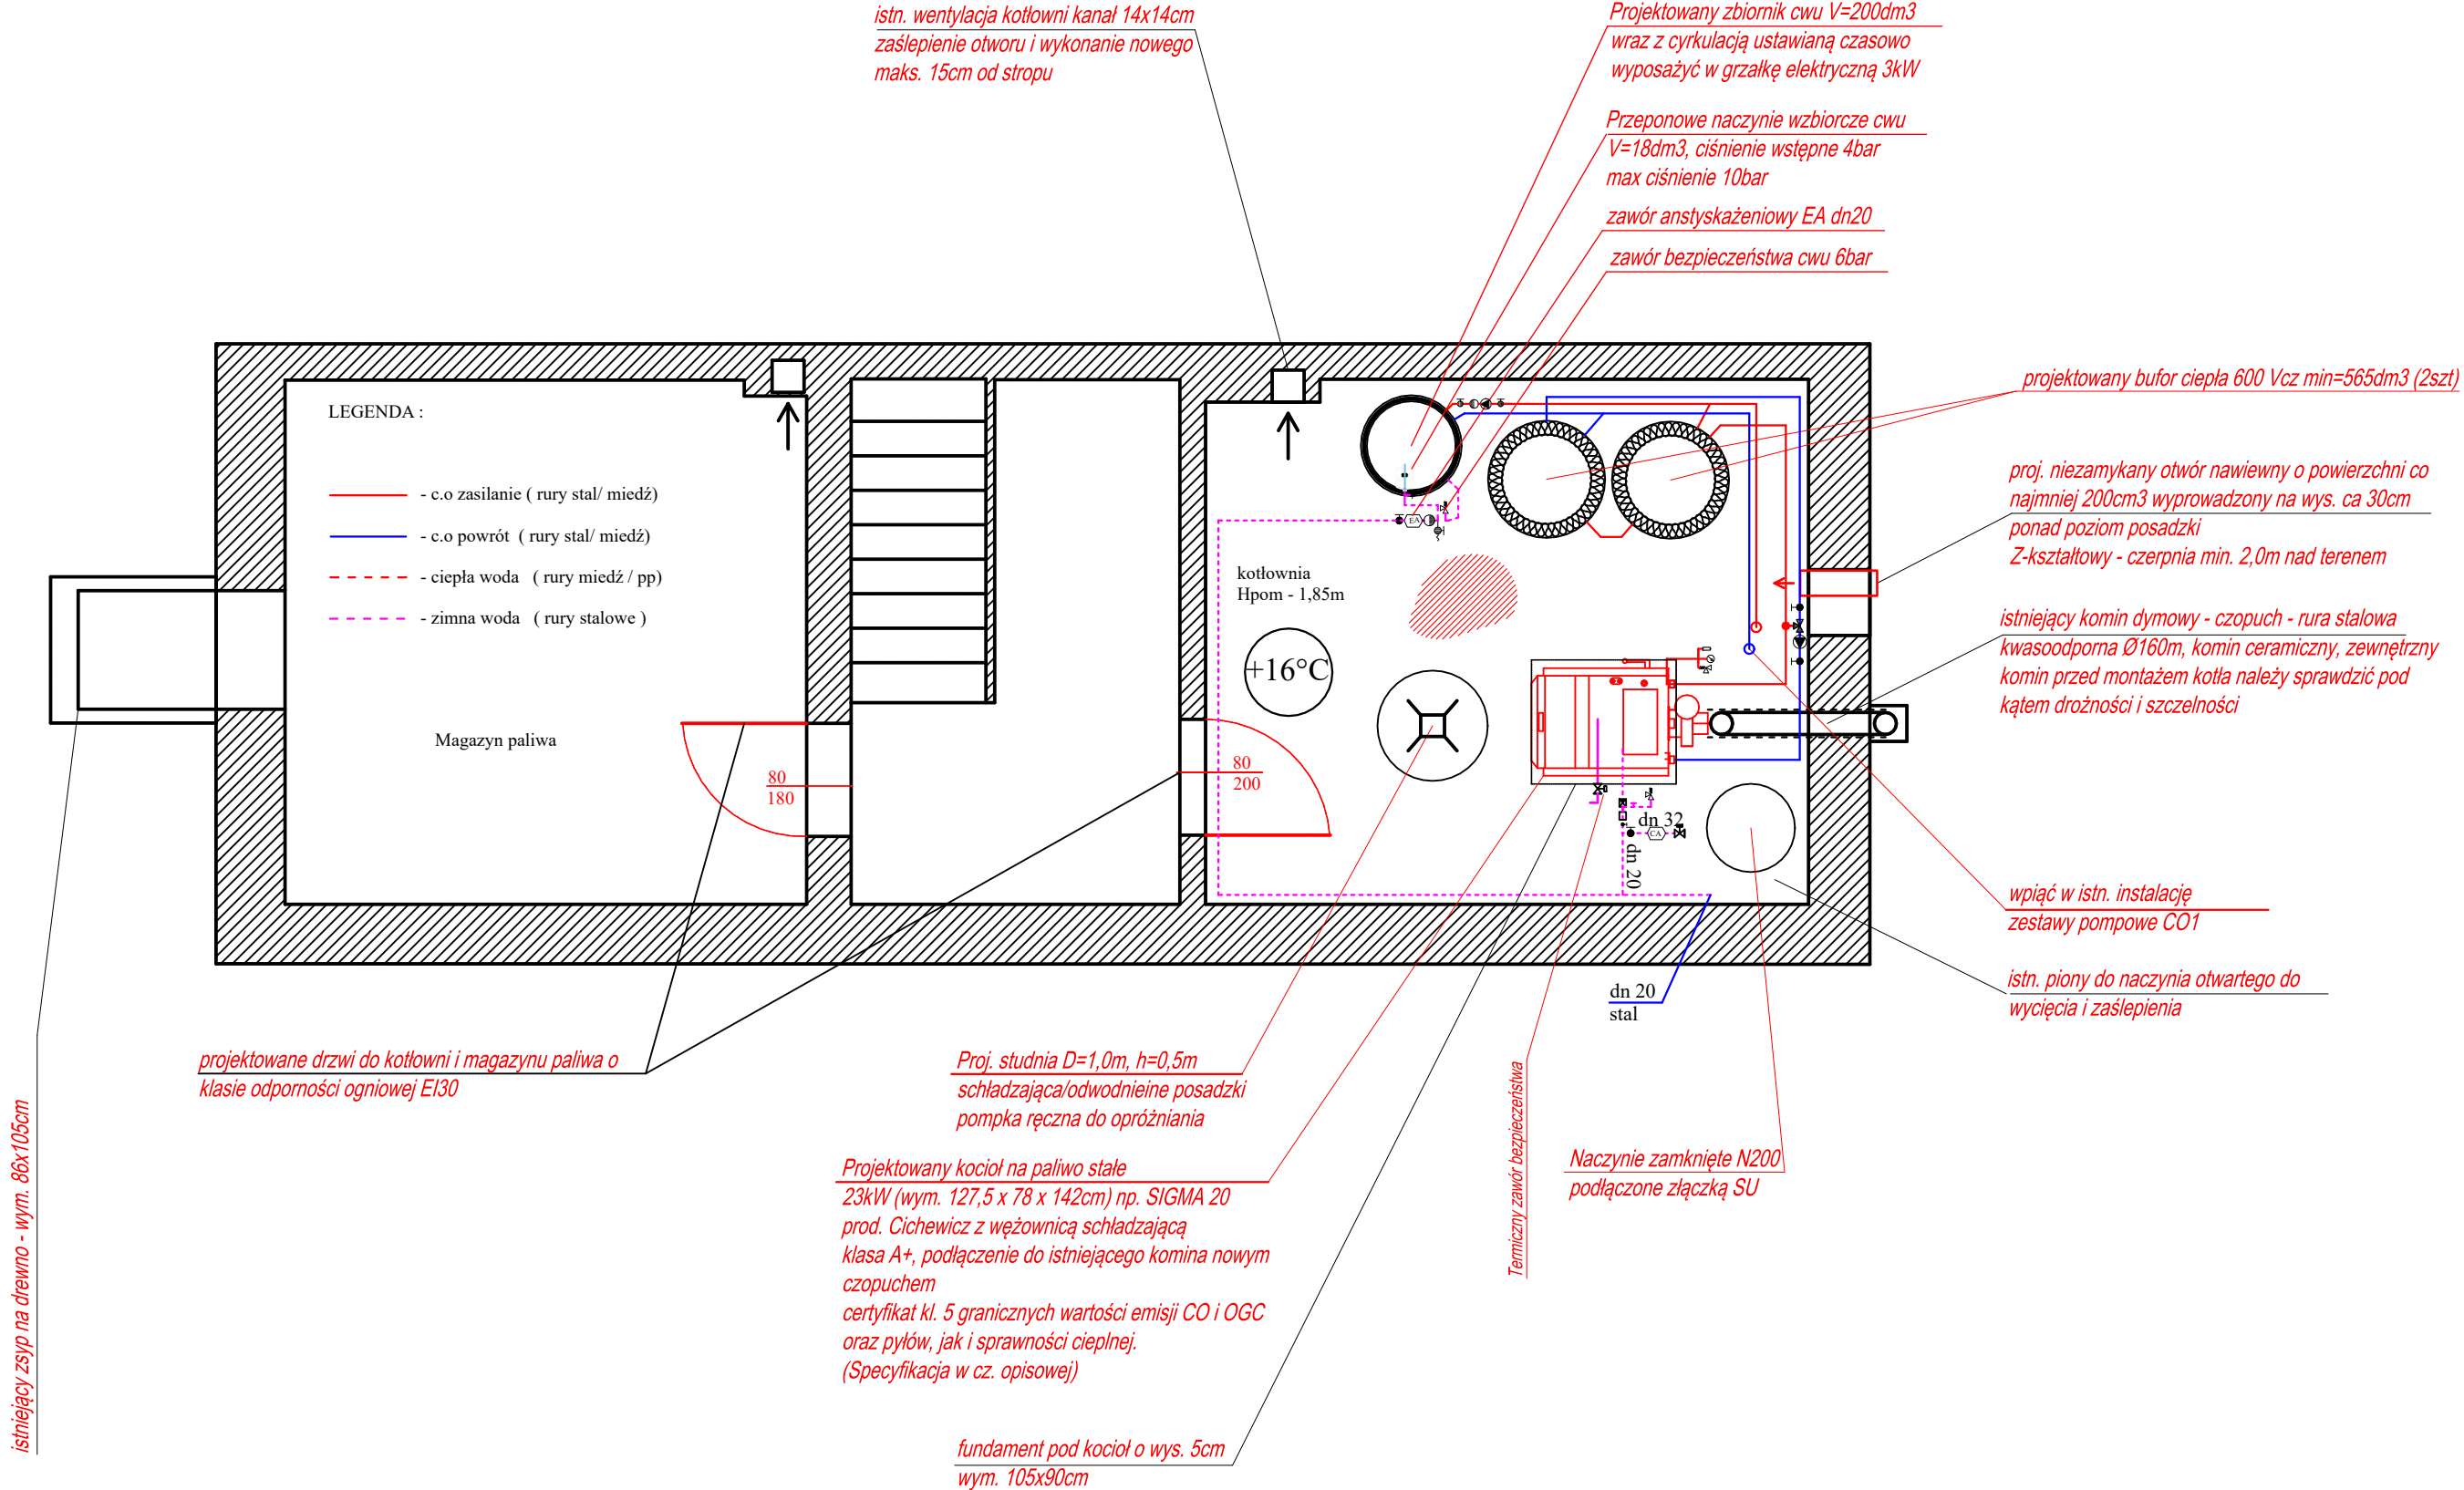 istn. wentylacja kotłowni kanał 14x14cm
zaślepienie otworu i wykonanie nowego
maks. 15cm od stropu
Projektowany zbiornik cwu V=200dm3
wraz z cyrkulacją ustawianą czasowo
wyposażyć w grzałkę elektryczną 3kW
Przeponowe naczynie wzbiorcze cwu
V=18dm3, ciśnienie wstępne 4bar
max ciśnienie 10bar
zawór anstyskażeniowy EA dn20
zawór bezpieczeństwa cwu 6bar
projektowany bufor ciepła 600 Vcz min=565dm3 (2szt)
proj. niezamykany otwór nawiewny o powierzchni co
najmniej 200cm3 wyprowadzony na wys. ca 30cm
ponad poziom posadzki
Z-kształtowy - czerpnia min. 2,0m nad terenem
istniejący komin dymowy - czopuch - rura stalowa
kwasoodporna Ø160m, komin ceramiczny, zewnętrzny
komin przed montażem kotła należy sprawdzić pod
kątem drożności i szczelności
wpiąć w istn. instalację
zestawy pompowe CO1
istn. piony do naczynia otwartego do
wycięcia i zaślepienia
LEGENDA :
- c.o zasilanie ( rury stal/ miedź)
- c.o powrót ( rury stal/ miedź)
- ciepła woda ( rury miedź / pp)
- zimna woda ( rury stalowe )
Magazyn paliwa
80
180
80
200
kotłownia
Hpom - 1,85m
+16°C
EA
dn 32
CA
dn 20
dn 20
stal
projektowane drzwi do kotłowni i magazynu paliwa o
klasie odporności ogniowej EI30
istniejący zsyp na drewno - wym. 86x105cm
Proj. studnia D=1,0m, h=0,5m
schładzająca/odwodnieine posadzki
pompka ręczna do opróżniania
Projektowany kocioł na paliwo stałe
23kW (wym. 127,5 x 78 x 142cm) np. SIGMA 20
prod. Cichewicz z wężownicą schładzającą
klasa A+, podłączenie do istniejącego komina nowym
czopuchem
certyfikat kl. 5 granicznych wartości emisji CO i OGC
oraz pyłów, jak i sprawności cieplnej.
(Specyfikacja w cz. opisowej)
fundament pod kocioł o wys. 5cm
wym. 105x90cm
Termiczny zawór bezpieczeństwa
Naczynie zamknięte N200
podłączone złączką SU